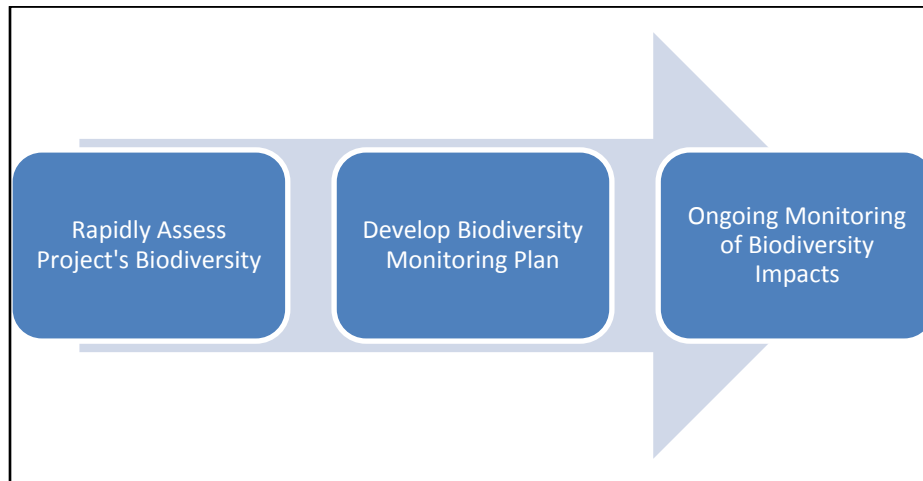 Rapidly Assess
Project's Biodiversity
Develop Biodiversity
Monitoring Plan
Ongoing Monitoring
of Biodiversity
Impacts